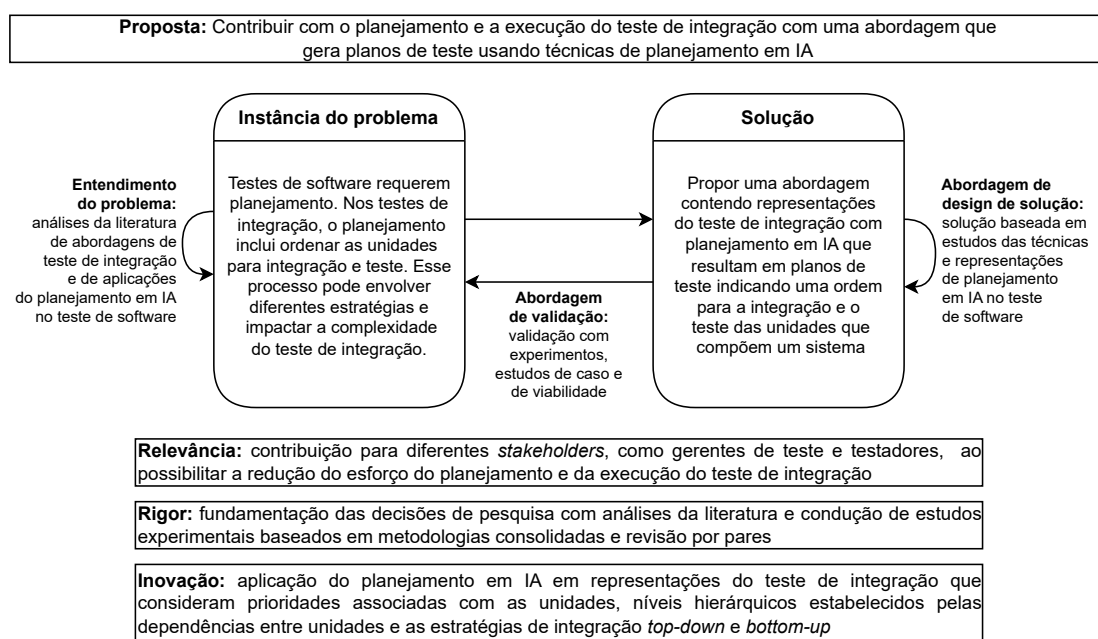 Proposta: Contribuir com o planejamento e a execução do teste de integração com uma abordagem que
gera planos de teste usando técnicas de planejamento em IA
Instância do problema
Testes de software requerem
planejamento. Nos testes de
integração, o planejamento
inclui ordenar as unidades
para integração e teste. Esse
processo pode envolver
diferentes estratégias e
impactar a complexidade
do teste de integração.
Solução
Propor uma abordagem
contendo representações
do teste de integração com
planejamento em IA que
resultam em planos de
teste indicando uma ordem
para a integração e o
teste das unidades que
compõem um sistema
Entendimento
do problema:
análises da literatura
de abordagens de
teste de integração
e de aplicações
do planejamento em IA
no teste de software
Abordagem
de validação:
validação com
experimentos,
estudos de caso e
de viabilidade
Abordagem de
design de solução:
solução baseada em
estudos das técnicas
e representações
de planejamento
em IA no teste
de software
Relevância: contribuição para diferentes stakeholders, como gerentes de teste e testadores, ao
possibilitar a redução do esforço do planejamento e da execução do teste de integração
Rigor: fundamentação das decisões de pesquisa com análises da literatura e condução de estudos
experimentais baseados em metodologias consolidadas e revisão por pares
Inovação: aplicação do planejamento em IA em representações do teste de integração que
consideram prioridades associadas com as unidades, níveis hierárquicos estabelecidos pelas
dependências entre unidades e as estratégias de integração top-down e bottom-up